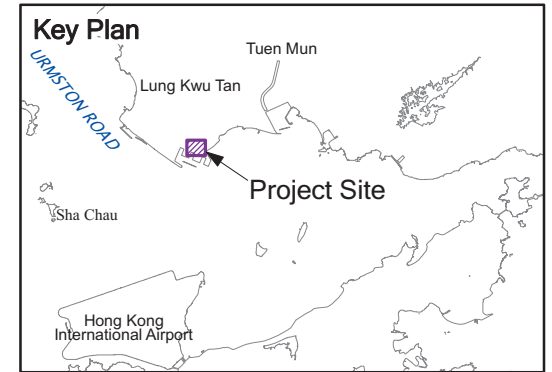 Key Plan
URMSTON ROAD
Tuen Mun
Lung Kwu Tan
Project Site
Sha Chau
Hong Kong
International Airport